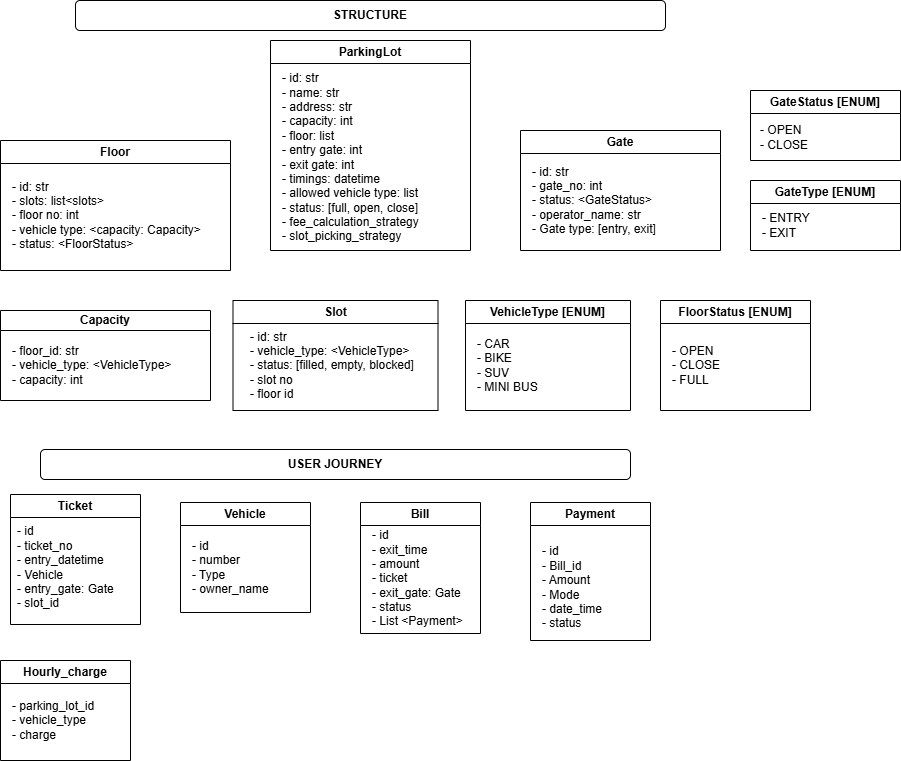 STRUCTURE
ParkingLot
- id: str
- name: str
- address: str
- capacity: int
- floor: list
- entry gate: int
- exit gate: int
- timings: datetime
- allowed vehicle type: list
- status: [full, open, close]
- fee_calculation_strategy
- slot_picking_strategy
GateStatus [ENUM]
- OPEN
- CLOSE
Floor
- id: str
- slots: list<slots>
- floor no: int
- vehicle type: <capacity: Capacity>
- status: <FloorStatus>
Gate
- id: str
- gate_no: int
- status: <GateStatus>
- operator_name: str
- Gate type: [entry, exit]
GateType [ENUM]
- ENTRY
- EXIT
Capacity
- floor_id: str
- vehicle_type: <VehicleType>
- capacity: int
Slot
- id: str
- vehicle_type: <VehicleType>
- status: [filled, empty, blocked]
- slot no
- floor id
VehicleType [ENUM]
- CAR
- BIKE
- SUV
- MINI BUS
FloorStatus [ENUM]
- OPEN
- CLOSE
- FULL
USER JOURNEY
Ticket
- id
- ticket_no
- entry_datetime
- Vehicle
- entry_gate: Gate
- slot_id
Vehicle
- id
- number
- Type
- owner_name
Bill
- id
- exit_time
- amount
- ticket
- exit_gate: Gate
- status
- List <Payment>
Payment
- id
- Bill_id
- Amount
- Mode
- date_time
- status
Hourly_charge
- parking_lot_id
- vehicle_type
- charge